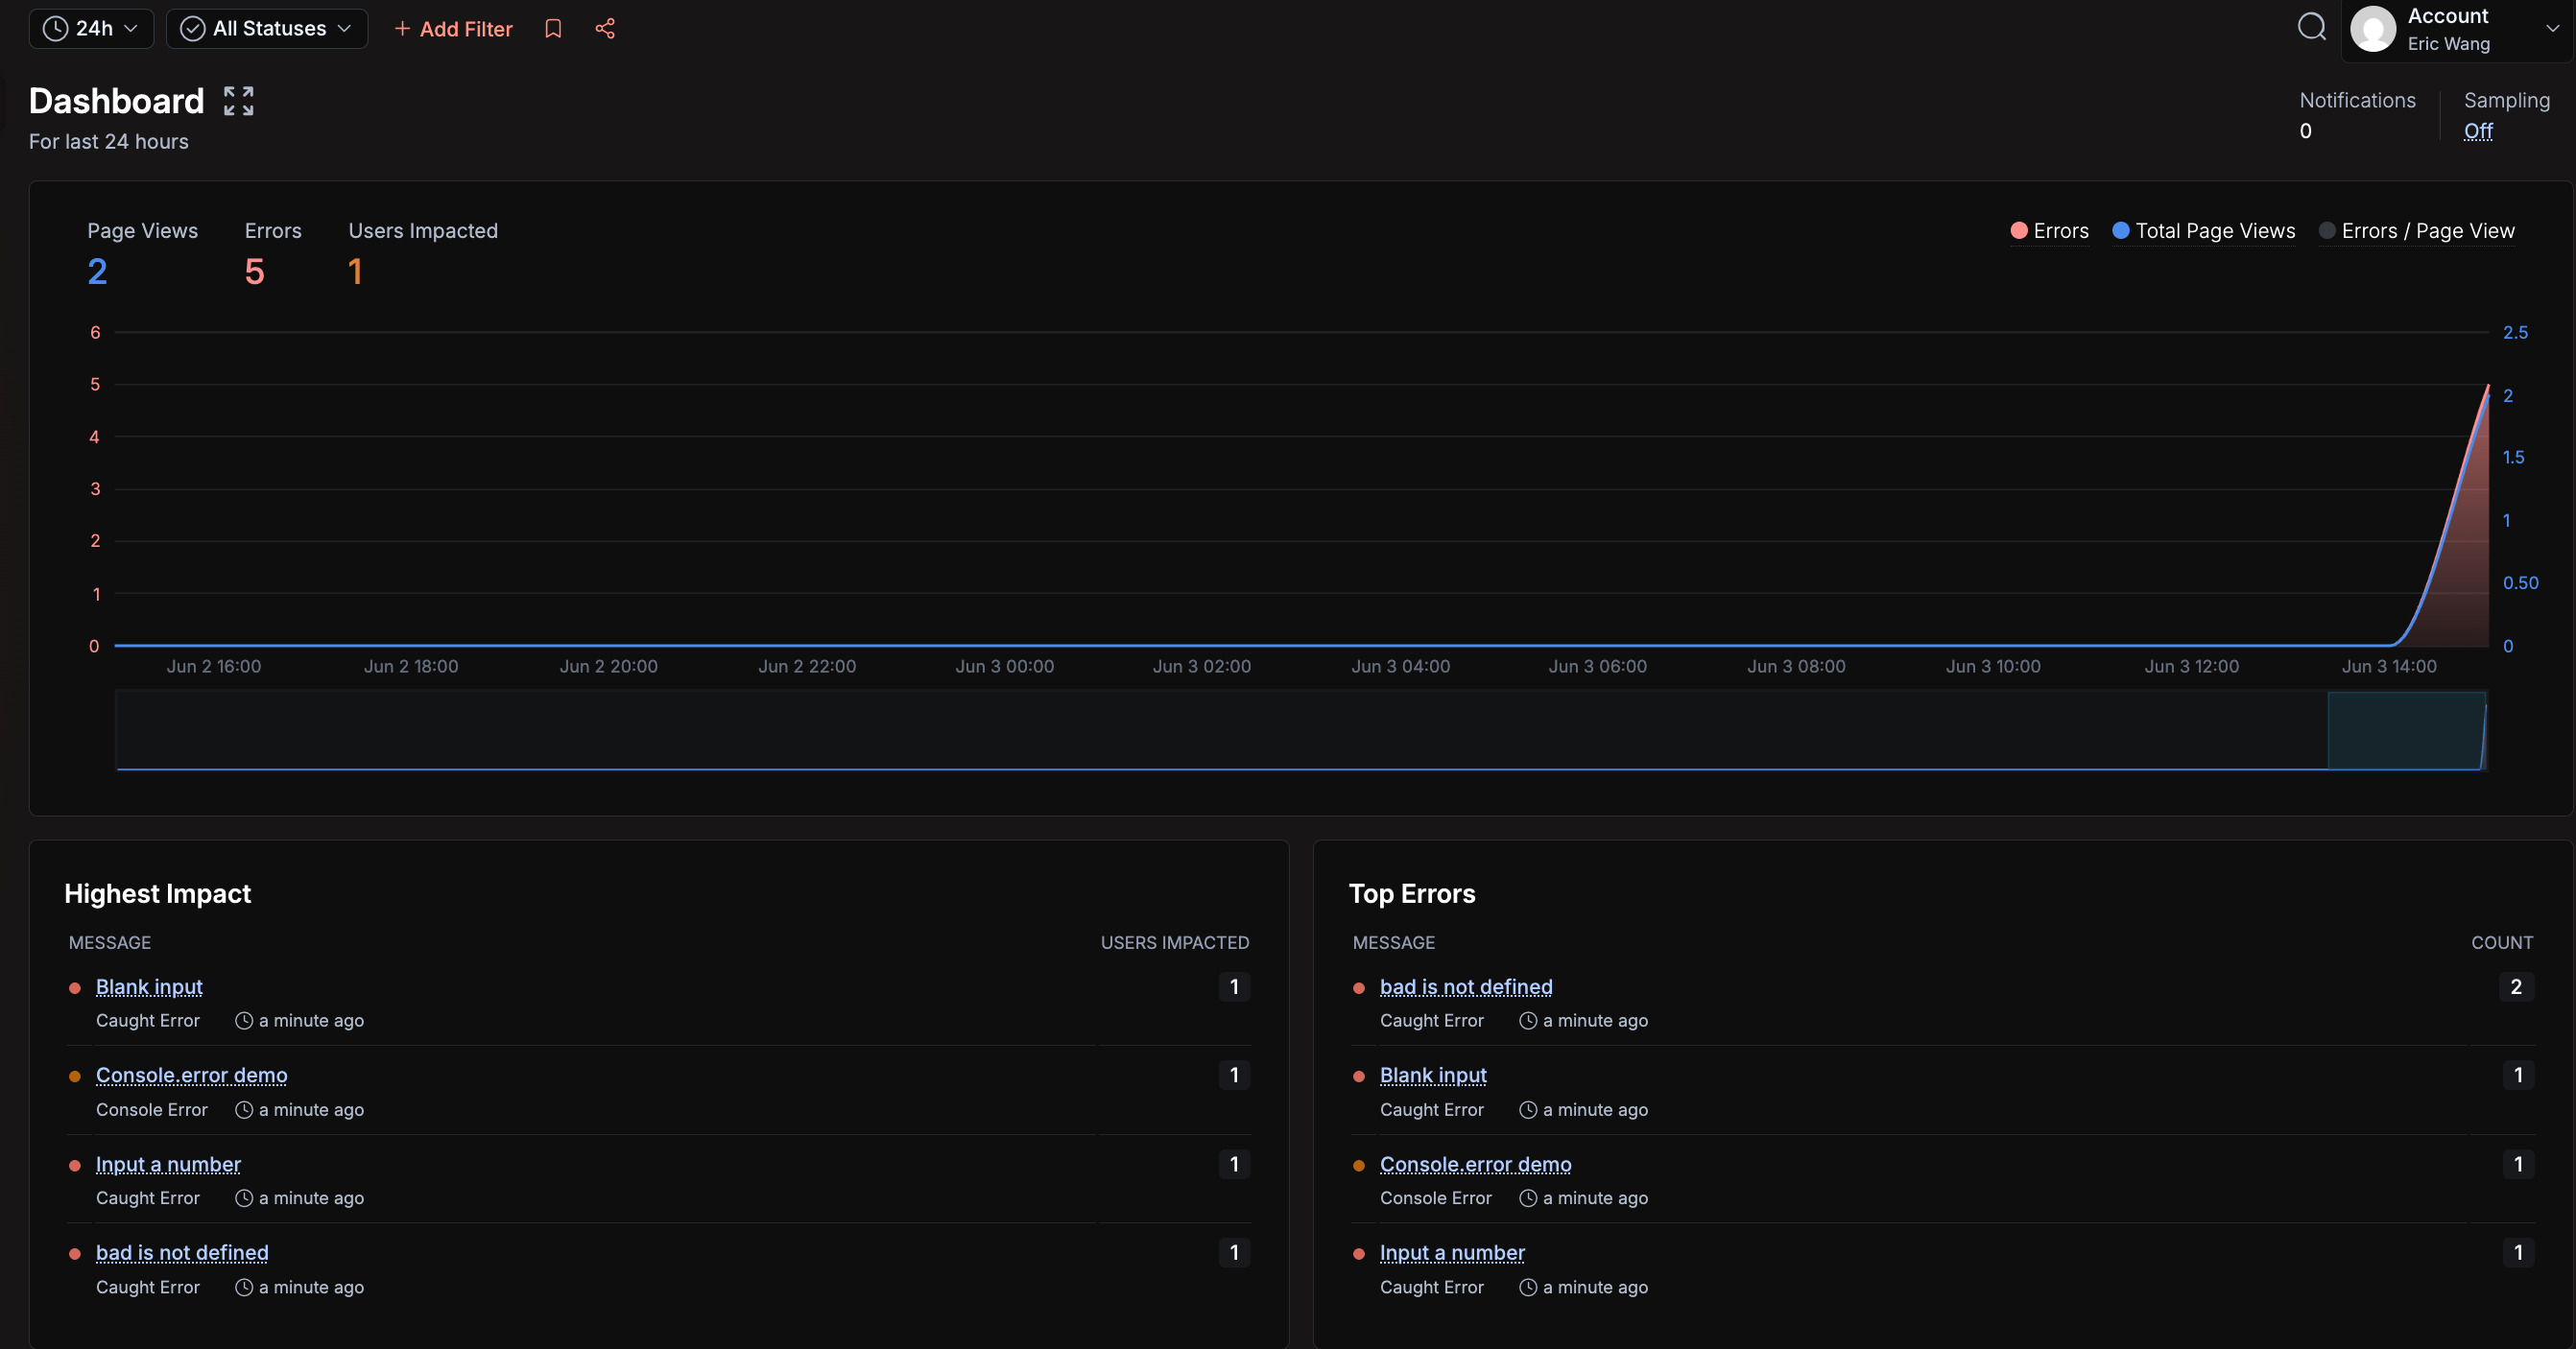 24h All Statuses + Add Filter Account
Eric Wang
Dashboard
For last 24 hours
Notifications
0
Sampling
Off
Page Views
2
Errors
5
Users Impacted
1
Errors Total Page Views Errors / Page View
6
5
4
3
2
1
0
2.5
2
1.5
1
0.50
0
Jun 2 16:00 Jun 2 18:00 Jun 2 20:00 Jun 2 22:00 Jun 3 00:00 Jun 3 02:00 Jun 3 04:00 Jun 3 06:00 Jun 3 08:00 Jun 3 10:00 Jun 3 12:00 Jun 3 14:00
Highest Impact
MESSAGE USERS IMPACTED
Blank input 1
Caught Error a minute ago
Console.error demo 1
Console Error a minute ago
Input a number 1
Caught Error a minute ago
bad is not defined 1
Caught Error a minute ago
Top Errors
MESSAGE COUNT
bad is not defined 2
Caught Error a minute ago
Blank input 1
Caught Error a minute ago
Console.error demo 1
Console Error a minute ago
Input a number 1
Caught Error a minute ago